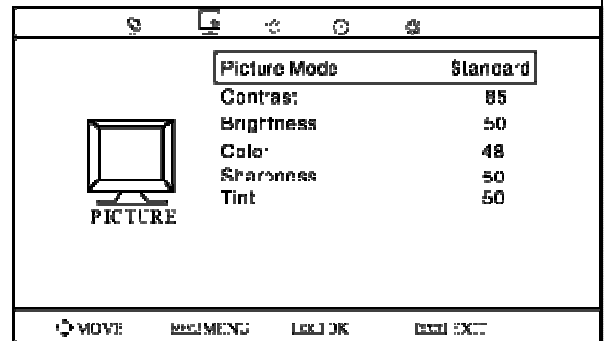 Picture Mode Standard
Contrast 85
Brightness 50
Color 48
Sharpness 50
Tint 50
PICTURE
MOVE MENU OK EXIT